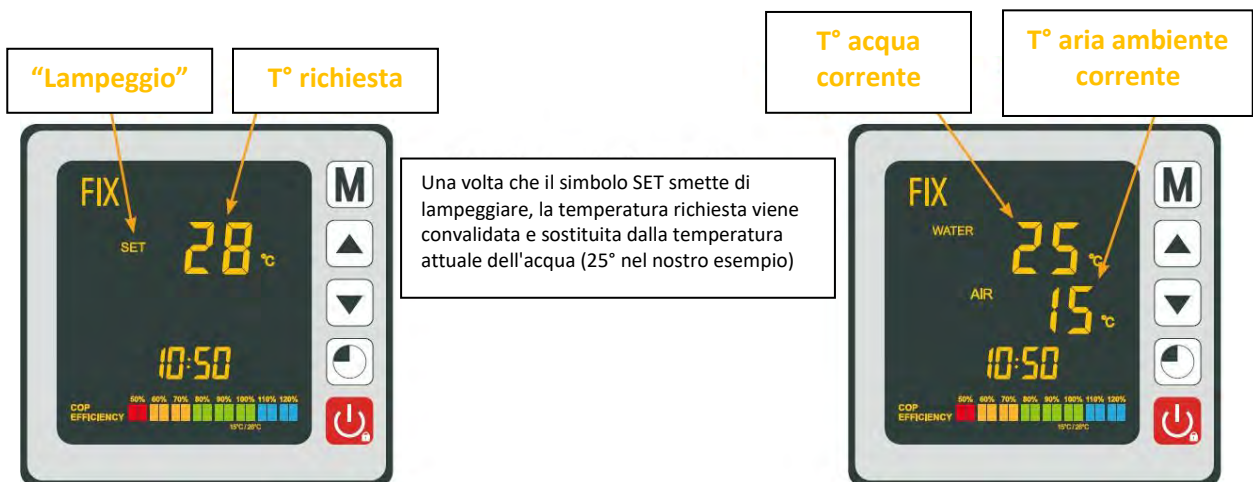 “Lampeggio”
T° richiesta
T° acqua
corrente
T° aria ambiente
corrente
FIX
SET
28 °C
10:50
50% 60% 70% 80% 90% 100% 110% 120%
COP
EFFICIENCY
15°C / 26°C
M
Una volta che il simbolo SET smette di
lampeggiare, la temperatura richiesta viene
convalidata e sostituita dalla temperatura
attuale dell'acqua (25° nel nostro esempio)
FIX
WATER
25 °C
AIR
15 °C
10:50
50% 60% 70% 80% 90% 100% 110% 120%
COP
EFFICIENCY
15°C / 26°C
M